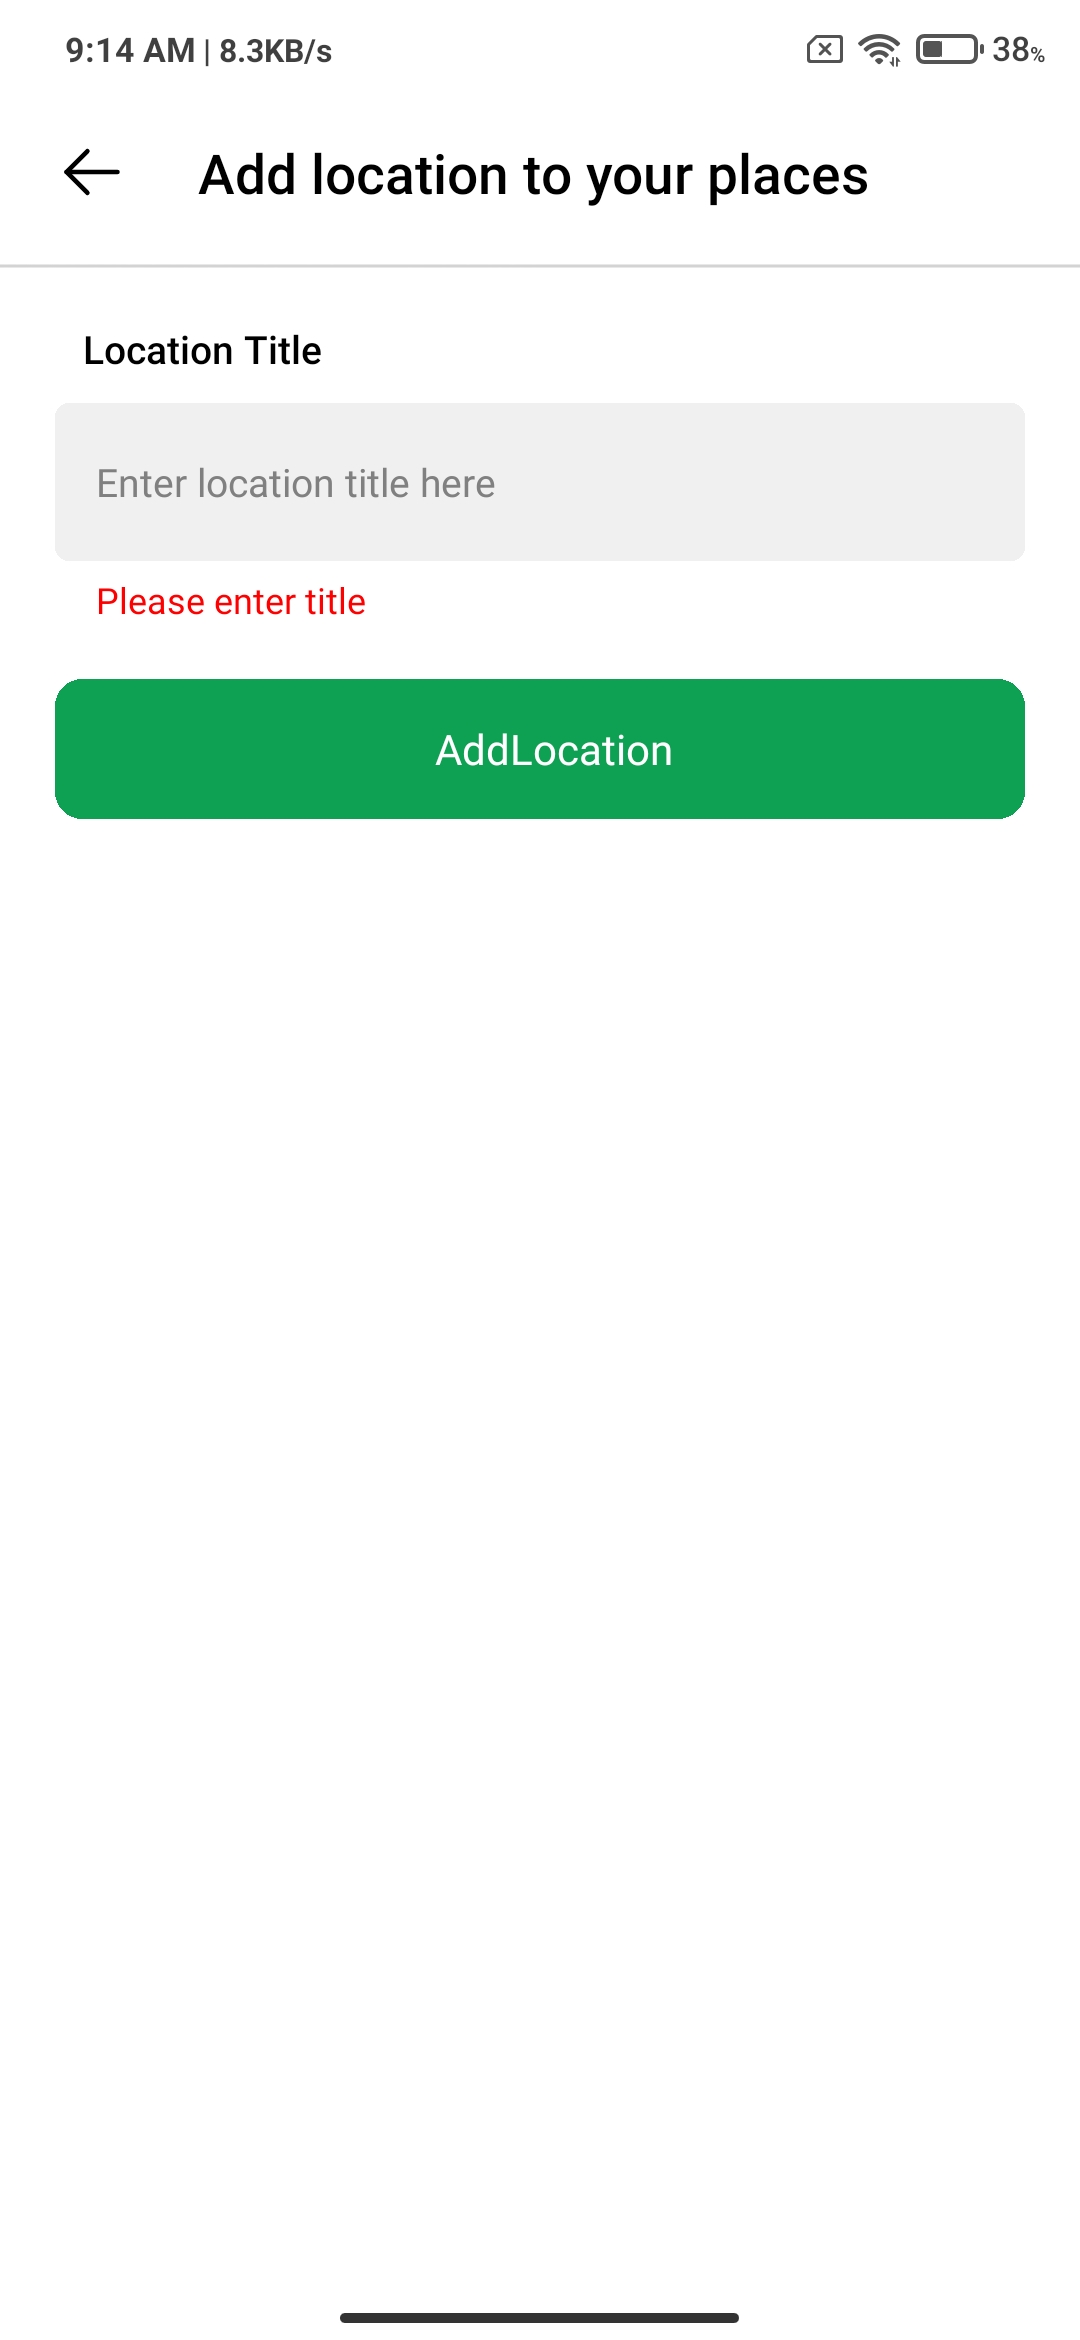 9:14 AM | 8.3KB/s 38%
Add location to your places
Location Title
Enter location title here
Please enter title
AddLocation